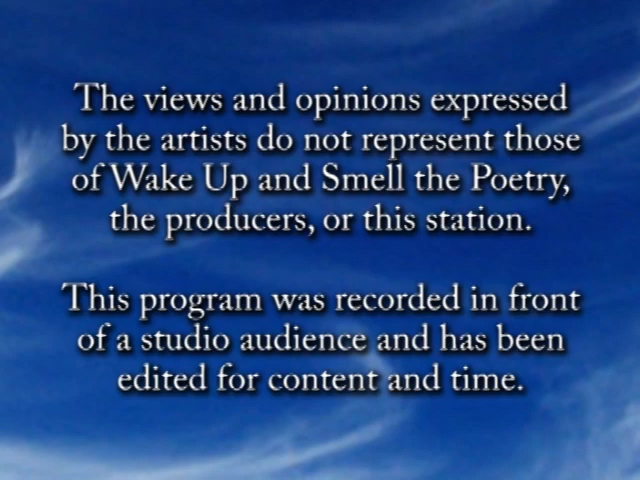 The views and opinions expressed
by the artists do not represent those
of Wake Up and Smell the Poetry,
the producers, or this station.
This program was recorded in front
of a studio audience and has been
edited for content and time.